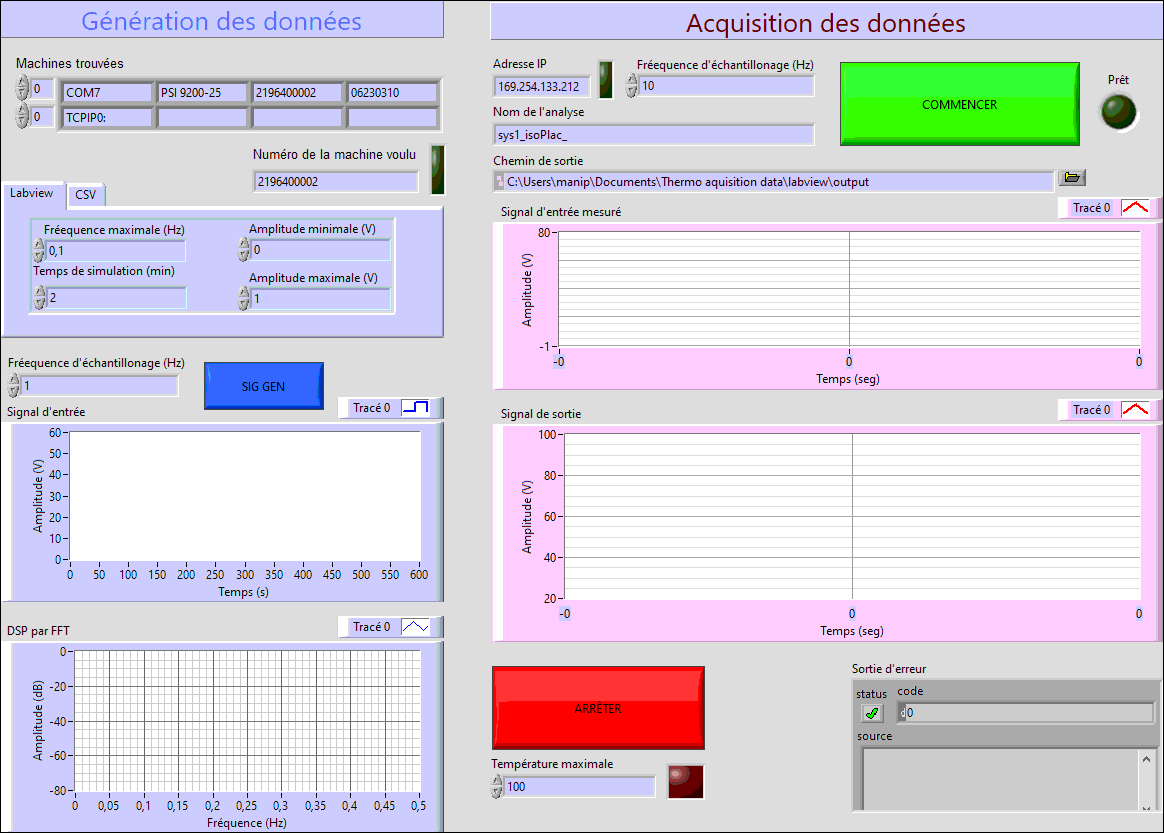 Génération des données
Machines trouvées
0
COM7 PSI 9200-25 2196400002 06230310
0
TCPIP0:
Numéro de la machine voulu
2196400002
Labview CSV
Fréequence maximale (Hz)
0,1
Amplitude minimale (V)
0
Temps de simulation (min)
2
Amplitude maximale (V)
1
Fréequence d'échantillonage (Hz)
1
SIG GEN
Signal d'entrée
Tracé 0
Amplitude (V)
60
50
40
30
20
10
0
0 50 100 150 200 250 300 350 400 450 500 550 600
Temps (s)
DSP par FFT
Tracé 0
Amplitude (dB)
0
-20
-40
-60
-80
0 0,05 0,1 0,15 0,2 0,25 0,3 0,35 0,4 0,45 0,5
Fréquence (Hz)
Acquisition des données
Adresse IP
169.254.133.212
Fréequence d'échantillonage (Hz)
10
COMMENCER
Prêt
Nom de l'analyse
sys1_isoPlac_
Chemin de sortie
C:\Users\manip\Documents\Thermo aquisition data\labview\output
Signal d'entrée mesuré
Tracé 0
Amplitude (V)
80
-1
-0 0 0
Temps (seg)
Signal de sortie
Tracé 0
Amplitude (V)
100
80
60
40
20
-0 0 0
Temps (seg)
ARRÊTER
Température maximale
100
Sortie d'erreur
status code
d0
source